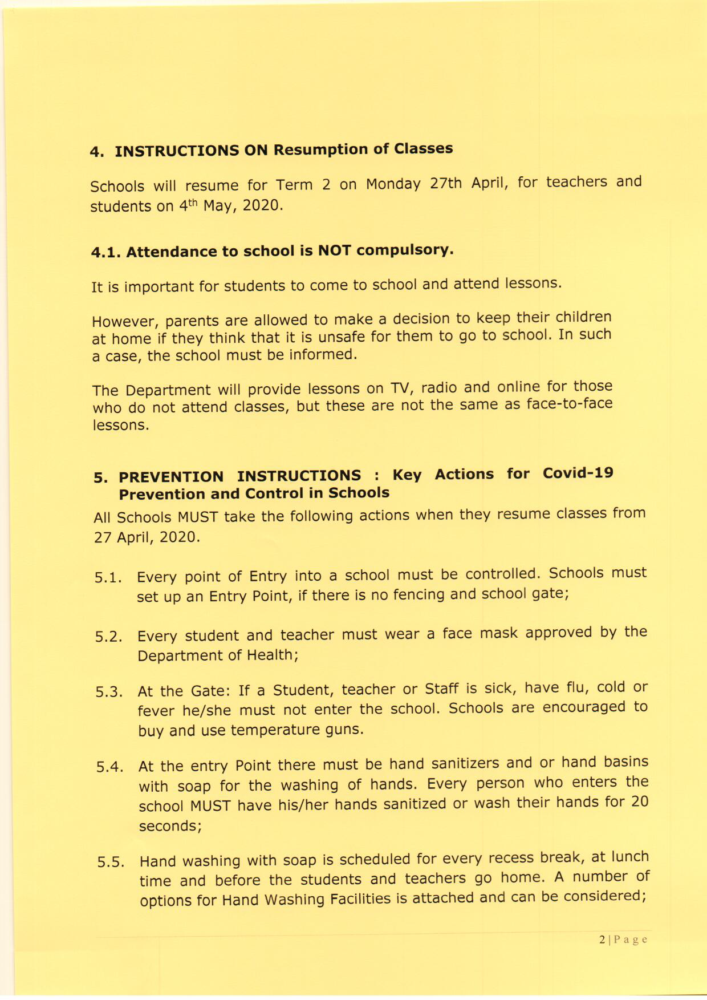 4. INSTRUCTIONS ON Resumption of Classes
Schools will resume for Term 2 on Monday 27th April, for teachers and
students on 4th May, 2020.
4.1. Attendance to school is NOT compulsory.
It is important for students to come to school and attend lessons.
However, parents are allowed to make a decision to keep their children
at home if they think that it is unsafe for them to go to school. In such
a case, the school must be informed.
The Department will provide lessons on TV, radio and online for those
who do not attend classes, but these are not the same as face-to-face
lessons.
5. PREVENTION INSTRUCTIONS : Key Actions for Covid-19
Prevention and Control in Schools
All Schools MUST take the following actions when they resume classes from
27 April, 2020.
5.1. Every point of Entry into a school must be controlled. Schools must
set up an Entry Point, if there is no fencing and school gate;
5.2. Every student and teacher must wear a face mask approved by the
Department of Health;
5.3. At the Gate: If a Student, teacher or Staff is sick, have flu, cold or
fever he/she must not enter the school. Schools are encouraged to
buy and use temperature guns.
5.4. At the entry Point there must be hand sanitizers and or hand basins
with soap for the washing of hands. Every person who enters the
school MUST have his/her hands sanitized or wash their hands for 20
seconds;
5.5. Hand washing with soap is scheduled for every recess break, at lunch
time and before the students and teachers go home. A number of
options for Hand Washing Facilities is attached and can be considered;
2|Page